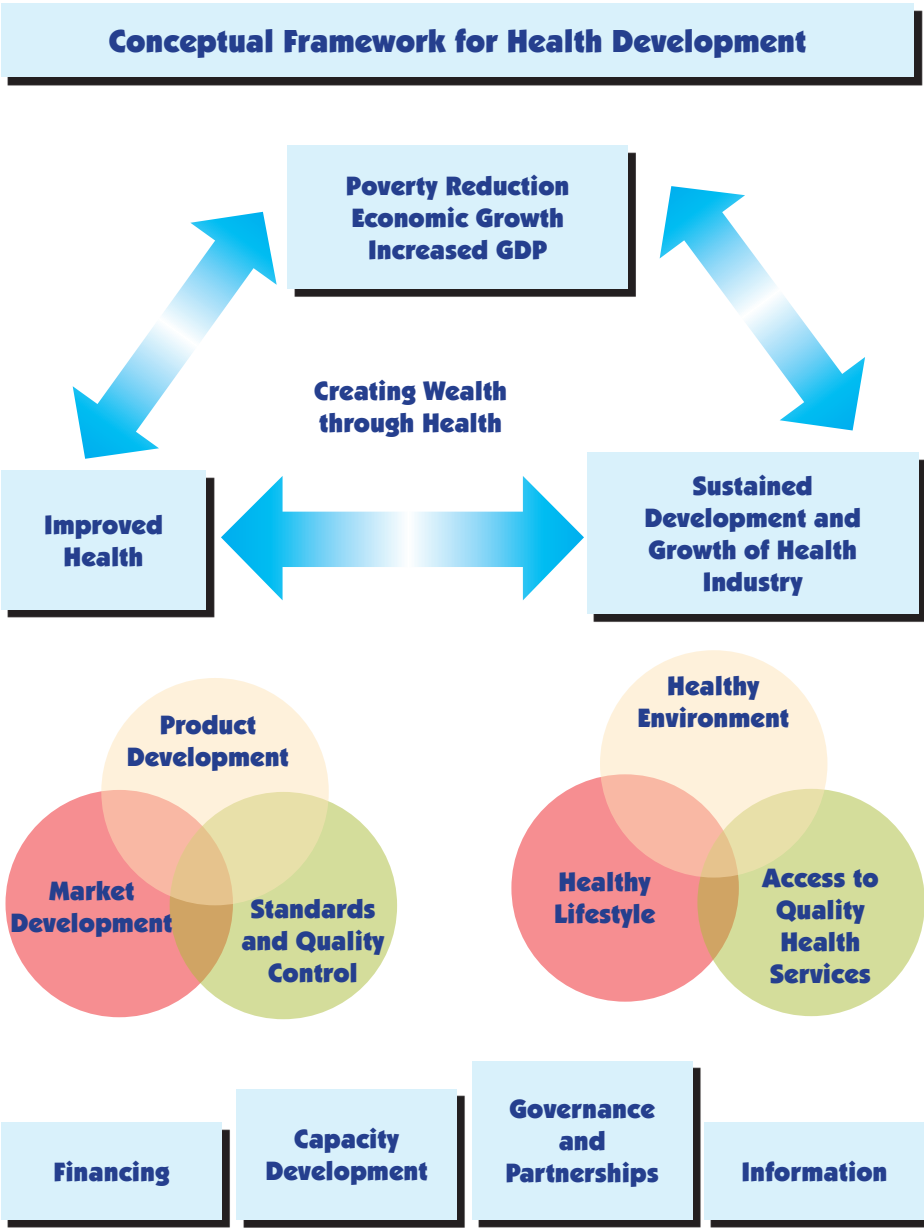 Conceptual Framework for Health Development
Poverty Reduction
Economic Growth
Increased GDP
Creating Wealth
through Health
Improved
Health
Sustained
Development and
Growth of Health
Industry
Product
Development
Market
Development
Standards
and Quality
Control
Healthy
Environment
Healthy
Lifestyle
Access to
Quality
Health
Services
Financing
Capacity
Development
Governance
and
Partnerships
Information